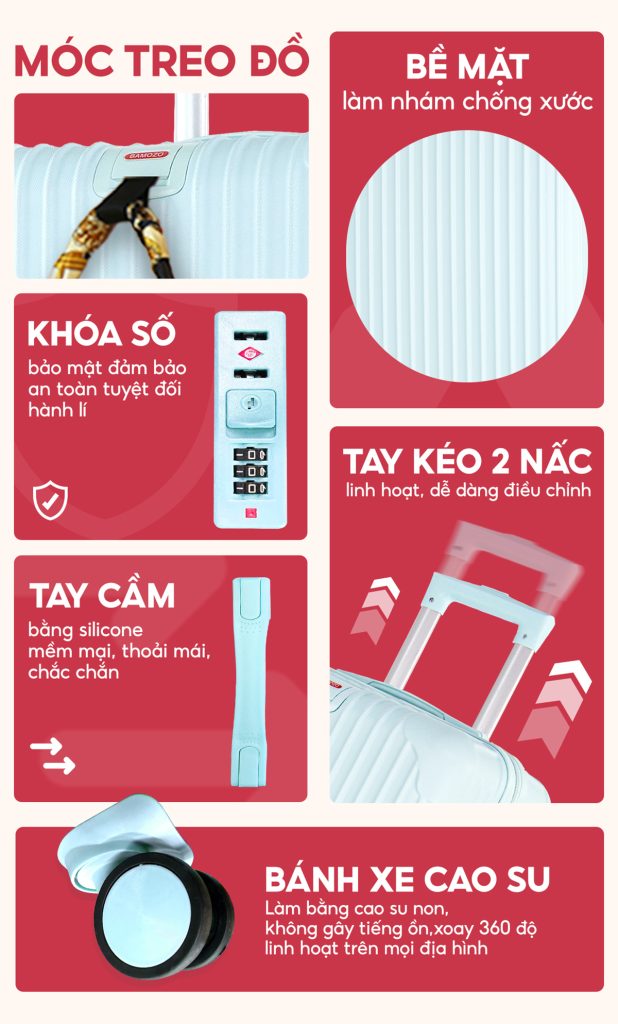 MÓC TREO ĐỒ
BAMOZO
BỀ MẶT
làm nhám chống xước
KHÓA SỐ
bảo mật đảm bảo
an toàn tuyệt đối
hành lí
TAY KÉO 2 NẤC
linh hoạt, dễ dàng điều chỉnh
TAY CẦM
bằng silicone
mềm mại, thoải mái,
chắc chắn
BÁNH XE CAO SU
Làm bằng cao su non,
không gây tiếng ồn,xoay 360 độ
linh hoạt trên mọi địa hình